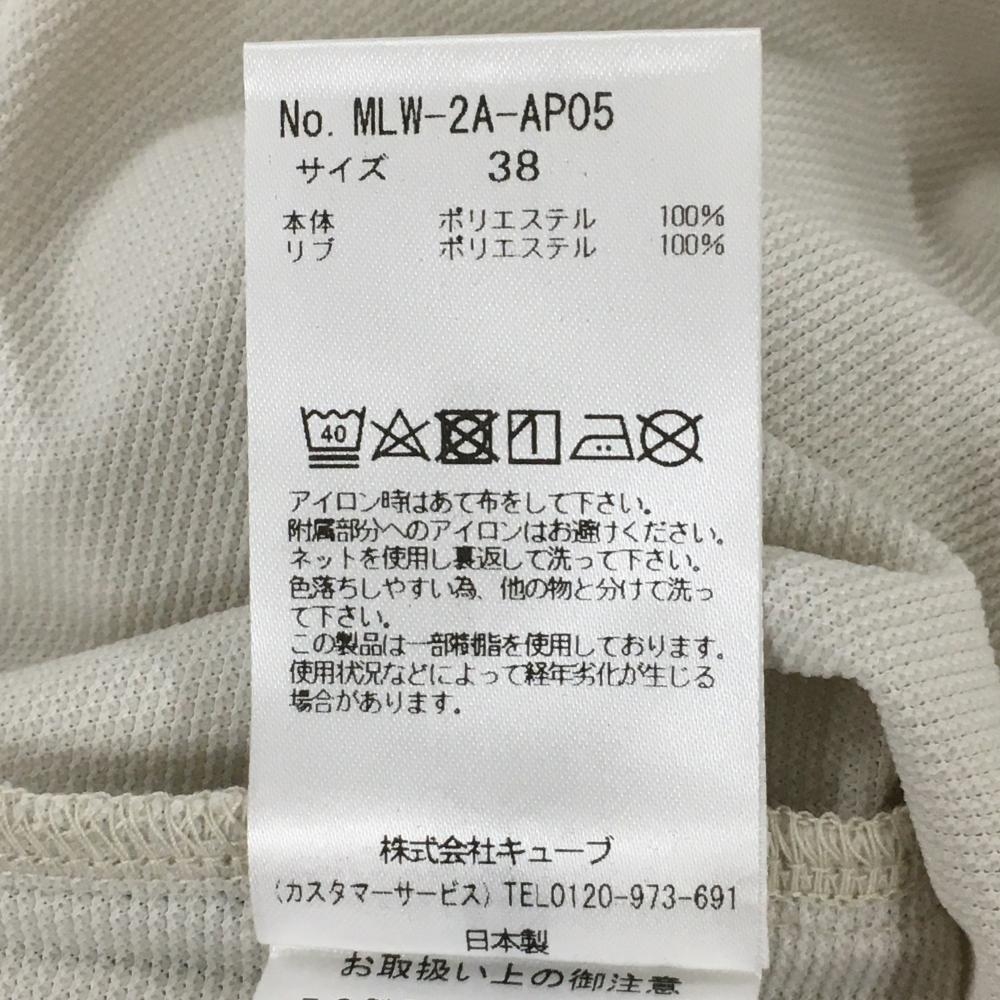 No. MLW-2A-AP05
サイズ 38
本体 ポリエステル 100%
リブ ポリエステル 100%
40
アイロン時はあて布をして下さい。
附属部分へのアイロンはお避けください。
ネットを使用し裏返して洗って下さい。
色落ちしやすい為、他の物と分けて洗っ
て下さい。
この製品は一部樹脂を使用しております。
使用状況などによって経年劣化が生じる
場合があります。
株式会社キューブ
(カスタマーサービス) TEL0120-973-691
日本製
お取扱い上の御注意